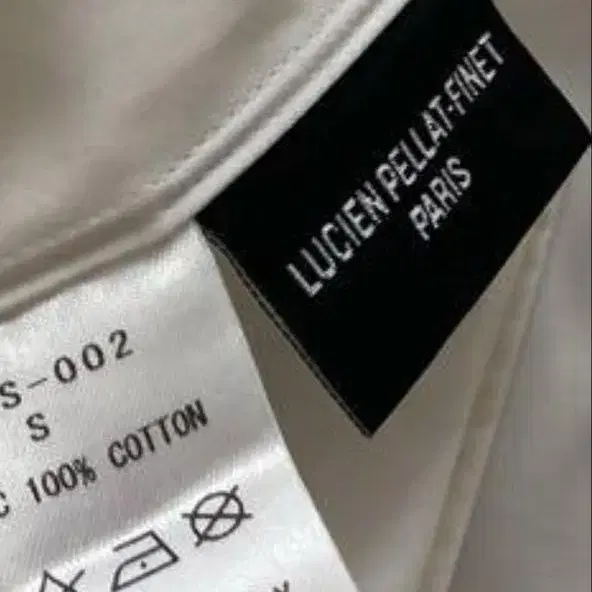 LUCIEN PELLAT-FINET
PARIS
S-002
S
C 100% COTTON